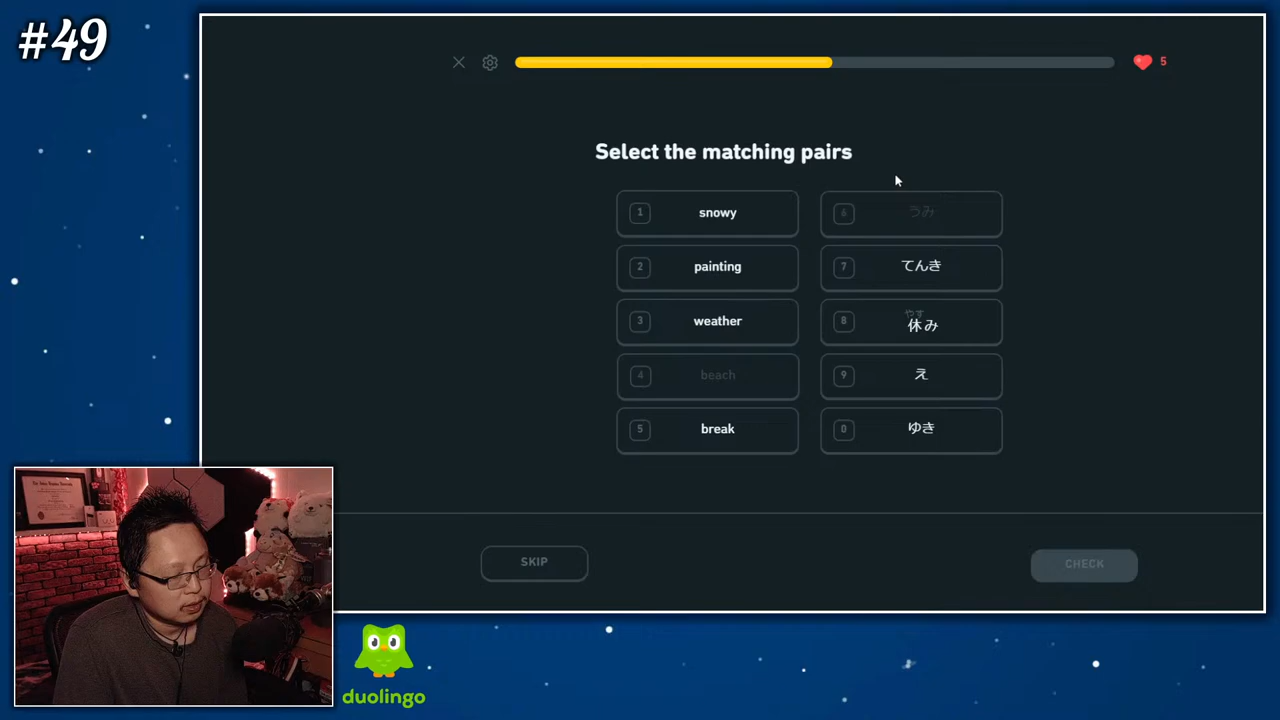 #49
5
Select the matching pairs
1 snowy
6 うみ
2 painting
7 てんき
3 weather
8 休み
やす
4 beach
9 え
5 break
0 ゆき
SKIP
CHECK
duolingo